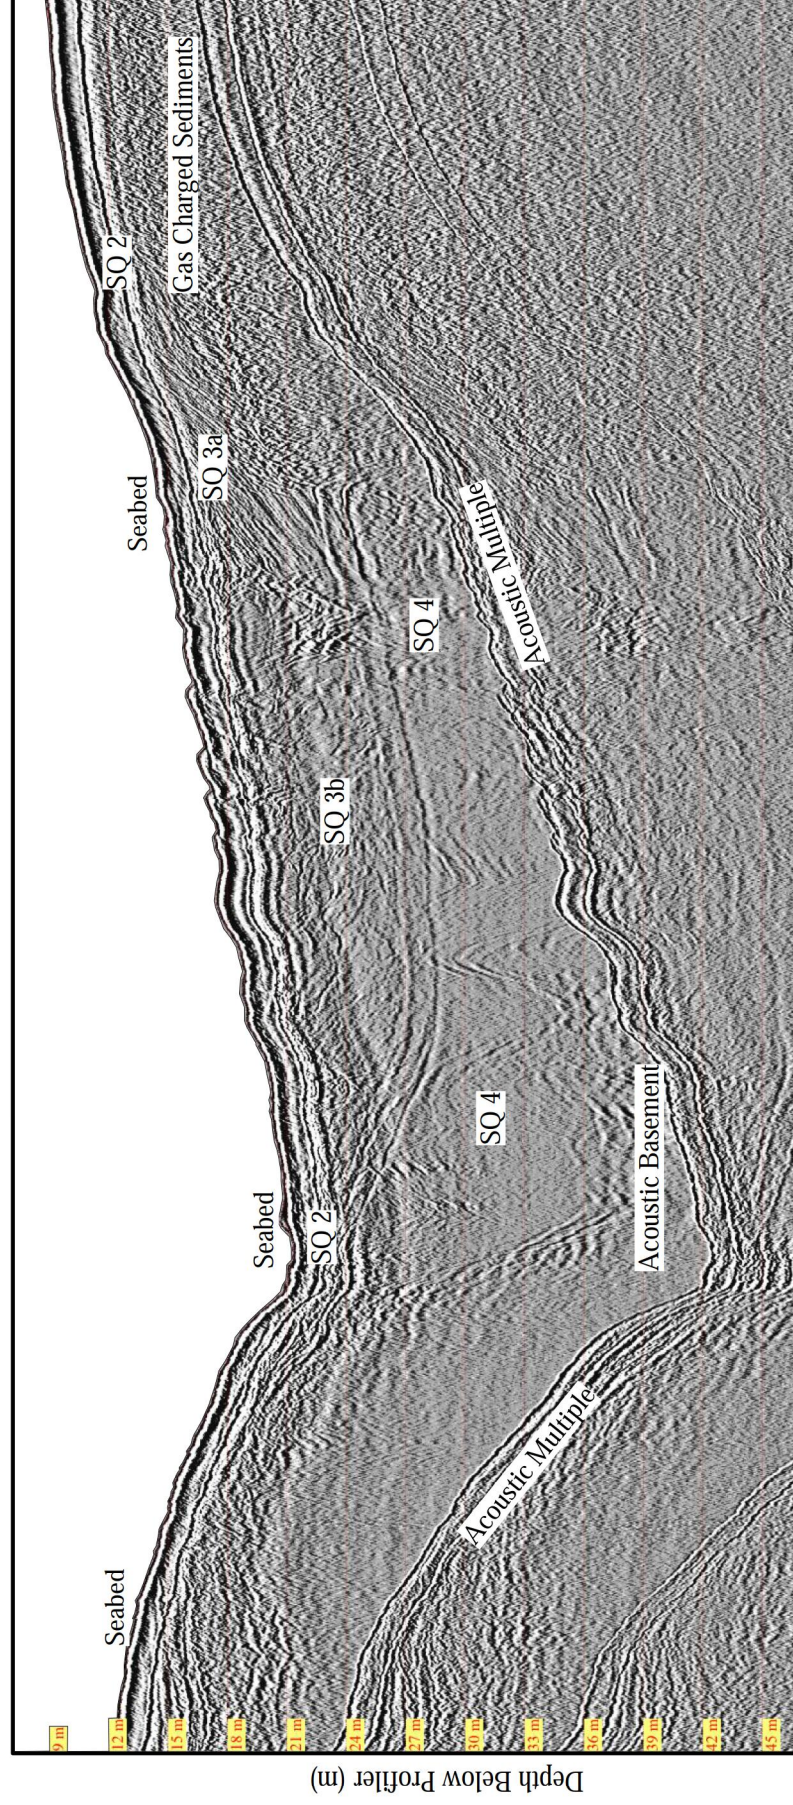 Depth Below Profiler (m)
9 m
12 m
15 m
18 m
21 m
24 m
27 m
30 m
33 m
36 m
39 m
42 m
45 m
Seabed
Seabed
Seabed
SQ 2
Gas Charged Sediments
SQ 3a
SQ 4
Acoustic Multiple
SQ 3b
SQ 4
Acoustic Basement
SQ 2
Acoustic Multiple